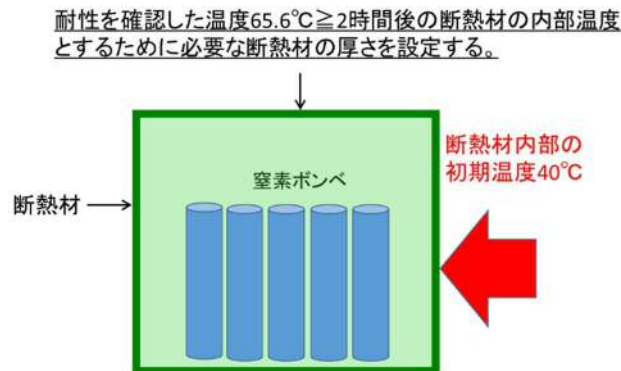 耐性を確認した温度65.6℃≧2時間後の断熱材の内部温度
とするために必要な断熱材の厚さを設定する。
断熱材内部の
初期温度40℃
窒素ボンベ
断熱材